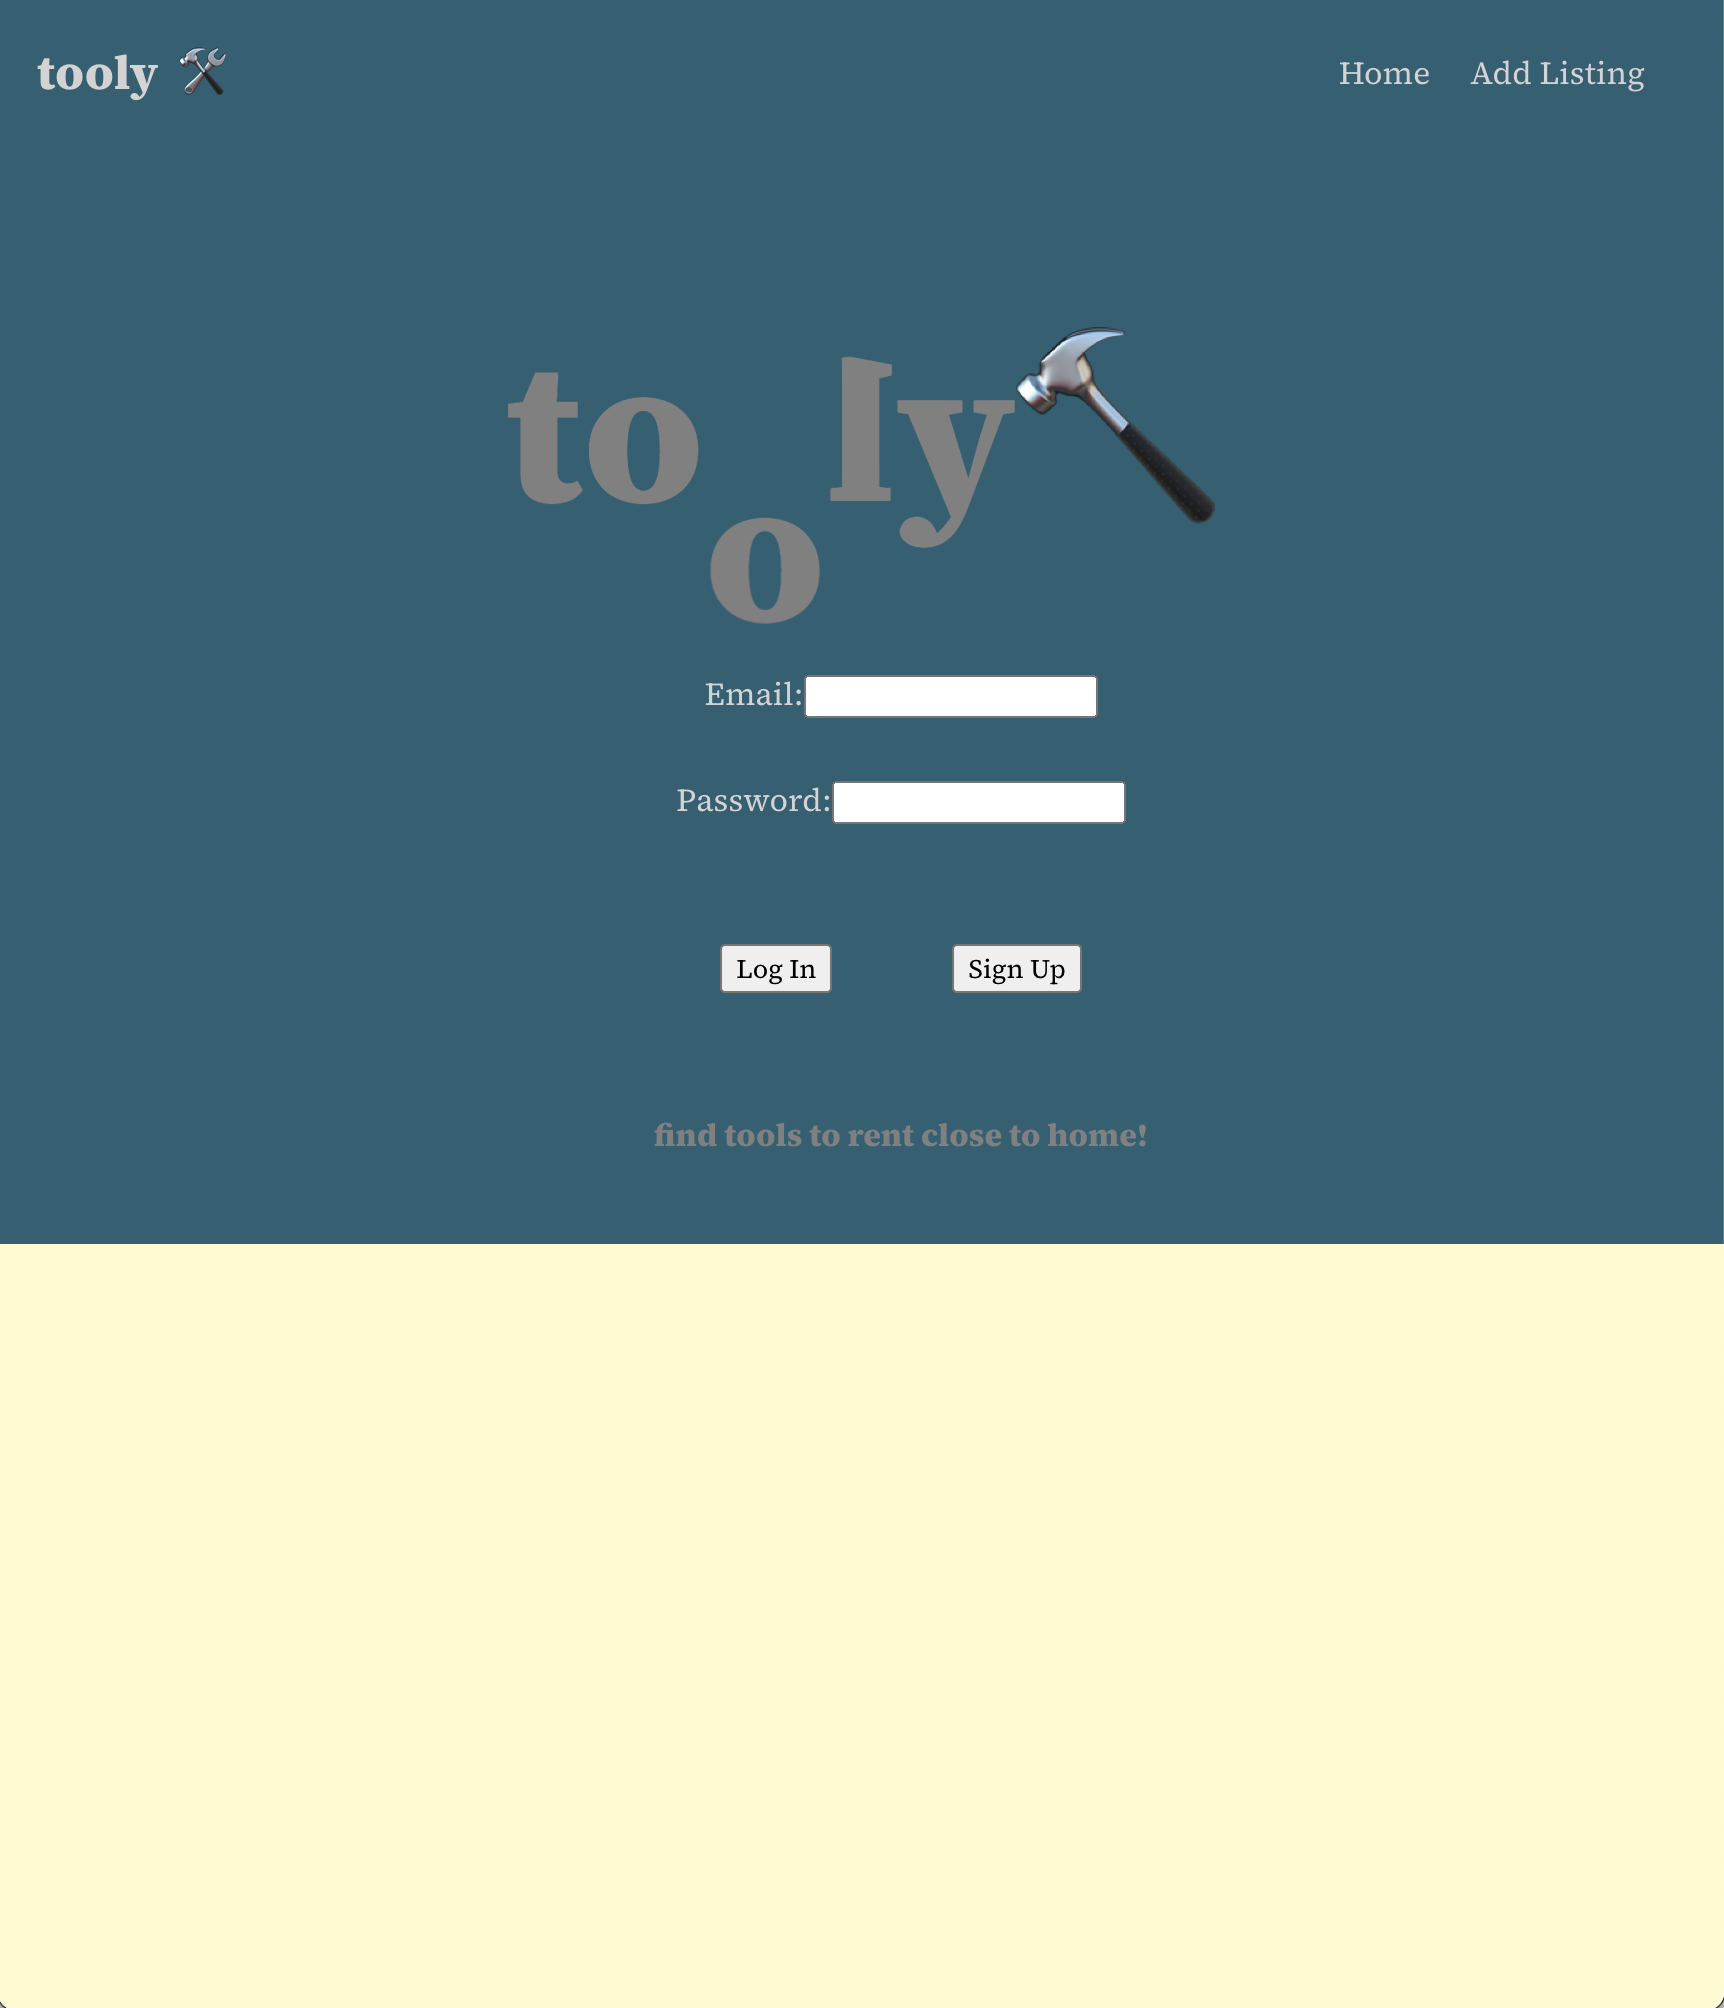 tooly
Home Add Listing
tooly
Email:
Password:
Log In Sign Up
find tools to rent close to home!